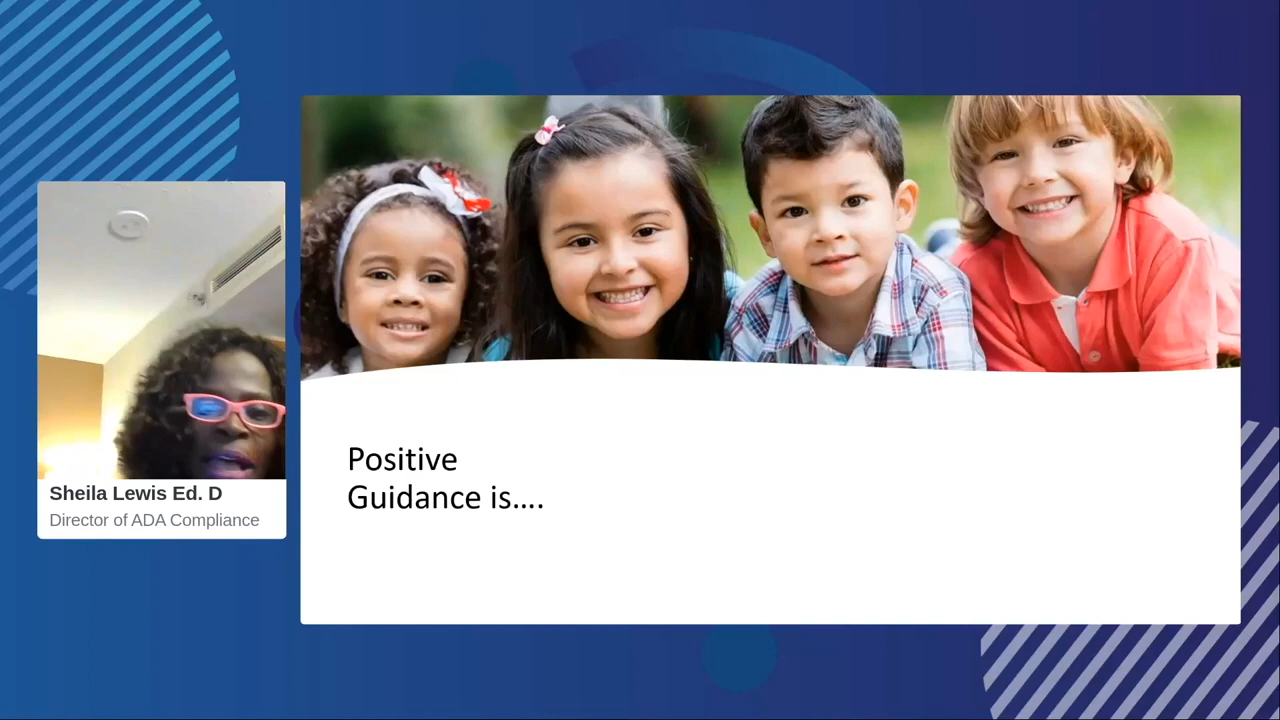 Sheila Lewis Ed. D
Director of ADA Compliance
Positive
Guidance is....